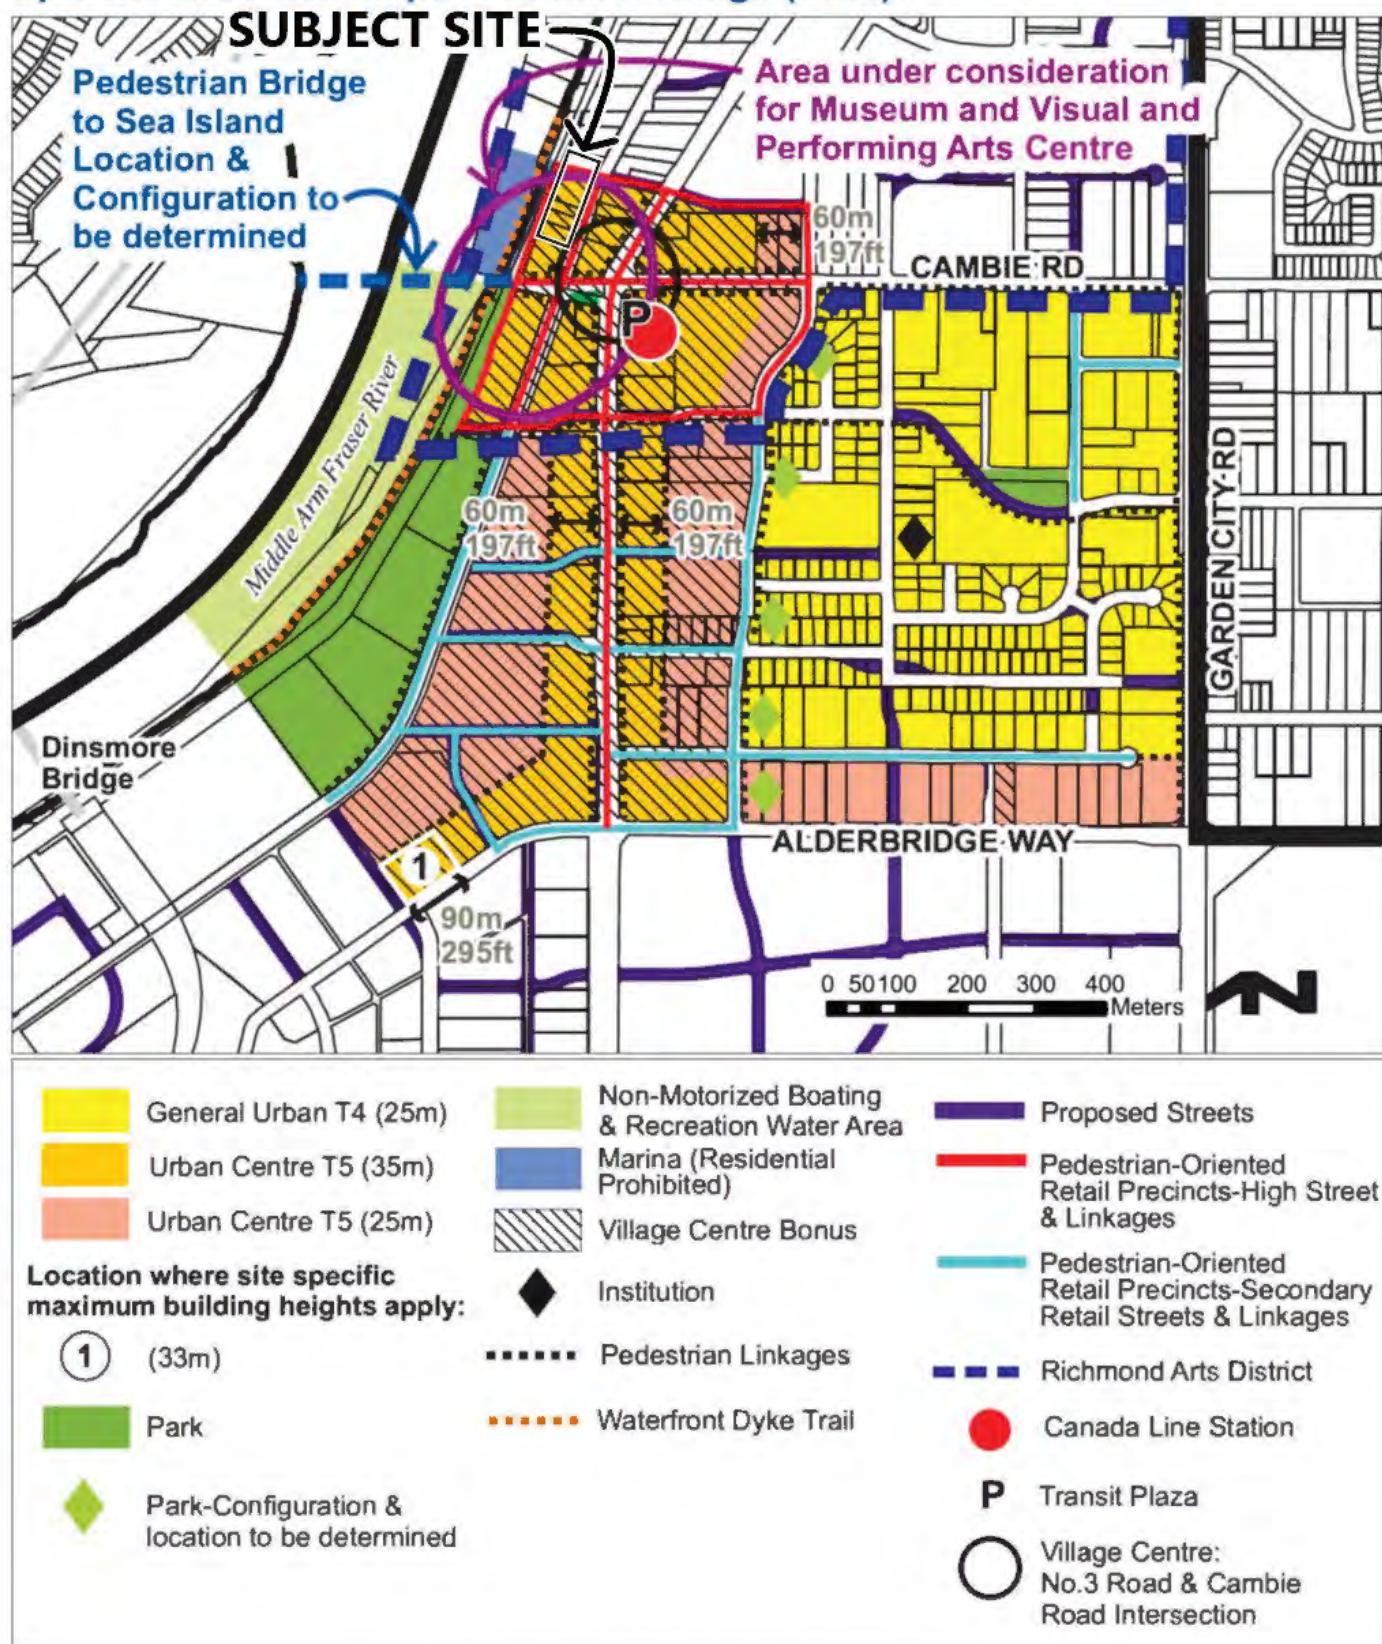 SUBJECT SITE
Pedestrian Bridge
to Sea Island
Location &
Configuration to
be determined
Area under consideration
for Museum and Visual and
Performing Arts Centre
60m
197ft
CAMBIE RD
P
Middle Arm Fraser River
60m
197ft
60m
197ft
GARDEN CITY RD
Dinsmore
Bridge
1
ALDERBRIDGE WAY
90m
295ft
0 50 100 200 300 400
Meters
N
General Urban T4 (25m)
Urban Centre T5 (35m)
Urban Centre T5 (25m)
Location where site specific
maximum building heights apply:
1 (33m)
Park
Park-Configuration &
location to be determined
Non-Motorized Boating
& Recreation Water Area
Marina (Residential
Prohibited)
Village Centre Bonus
Institution
Pedestrian Linkages
Waterfront Dyke Trail
Proposed Streets
Pedestrian-Oriented
Retail Precincts-High Street
& Linkages
Pedestrian-Oriented
Retail Precincts-Secondary
Retail Streets & Linkages
Richmond Arts District
Canada Line Station
P Transit Plaza
Village Centre:
No.3 Road & Cambie
Road Intersection